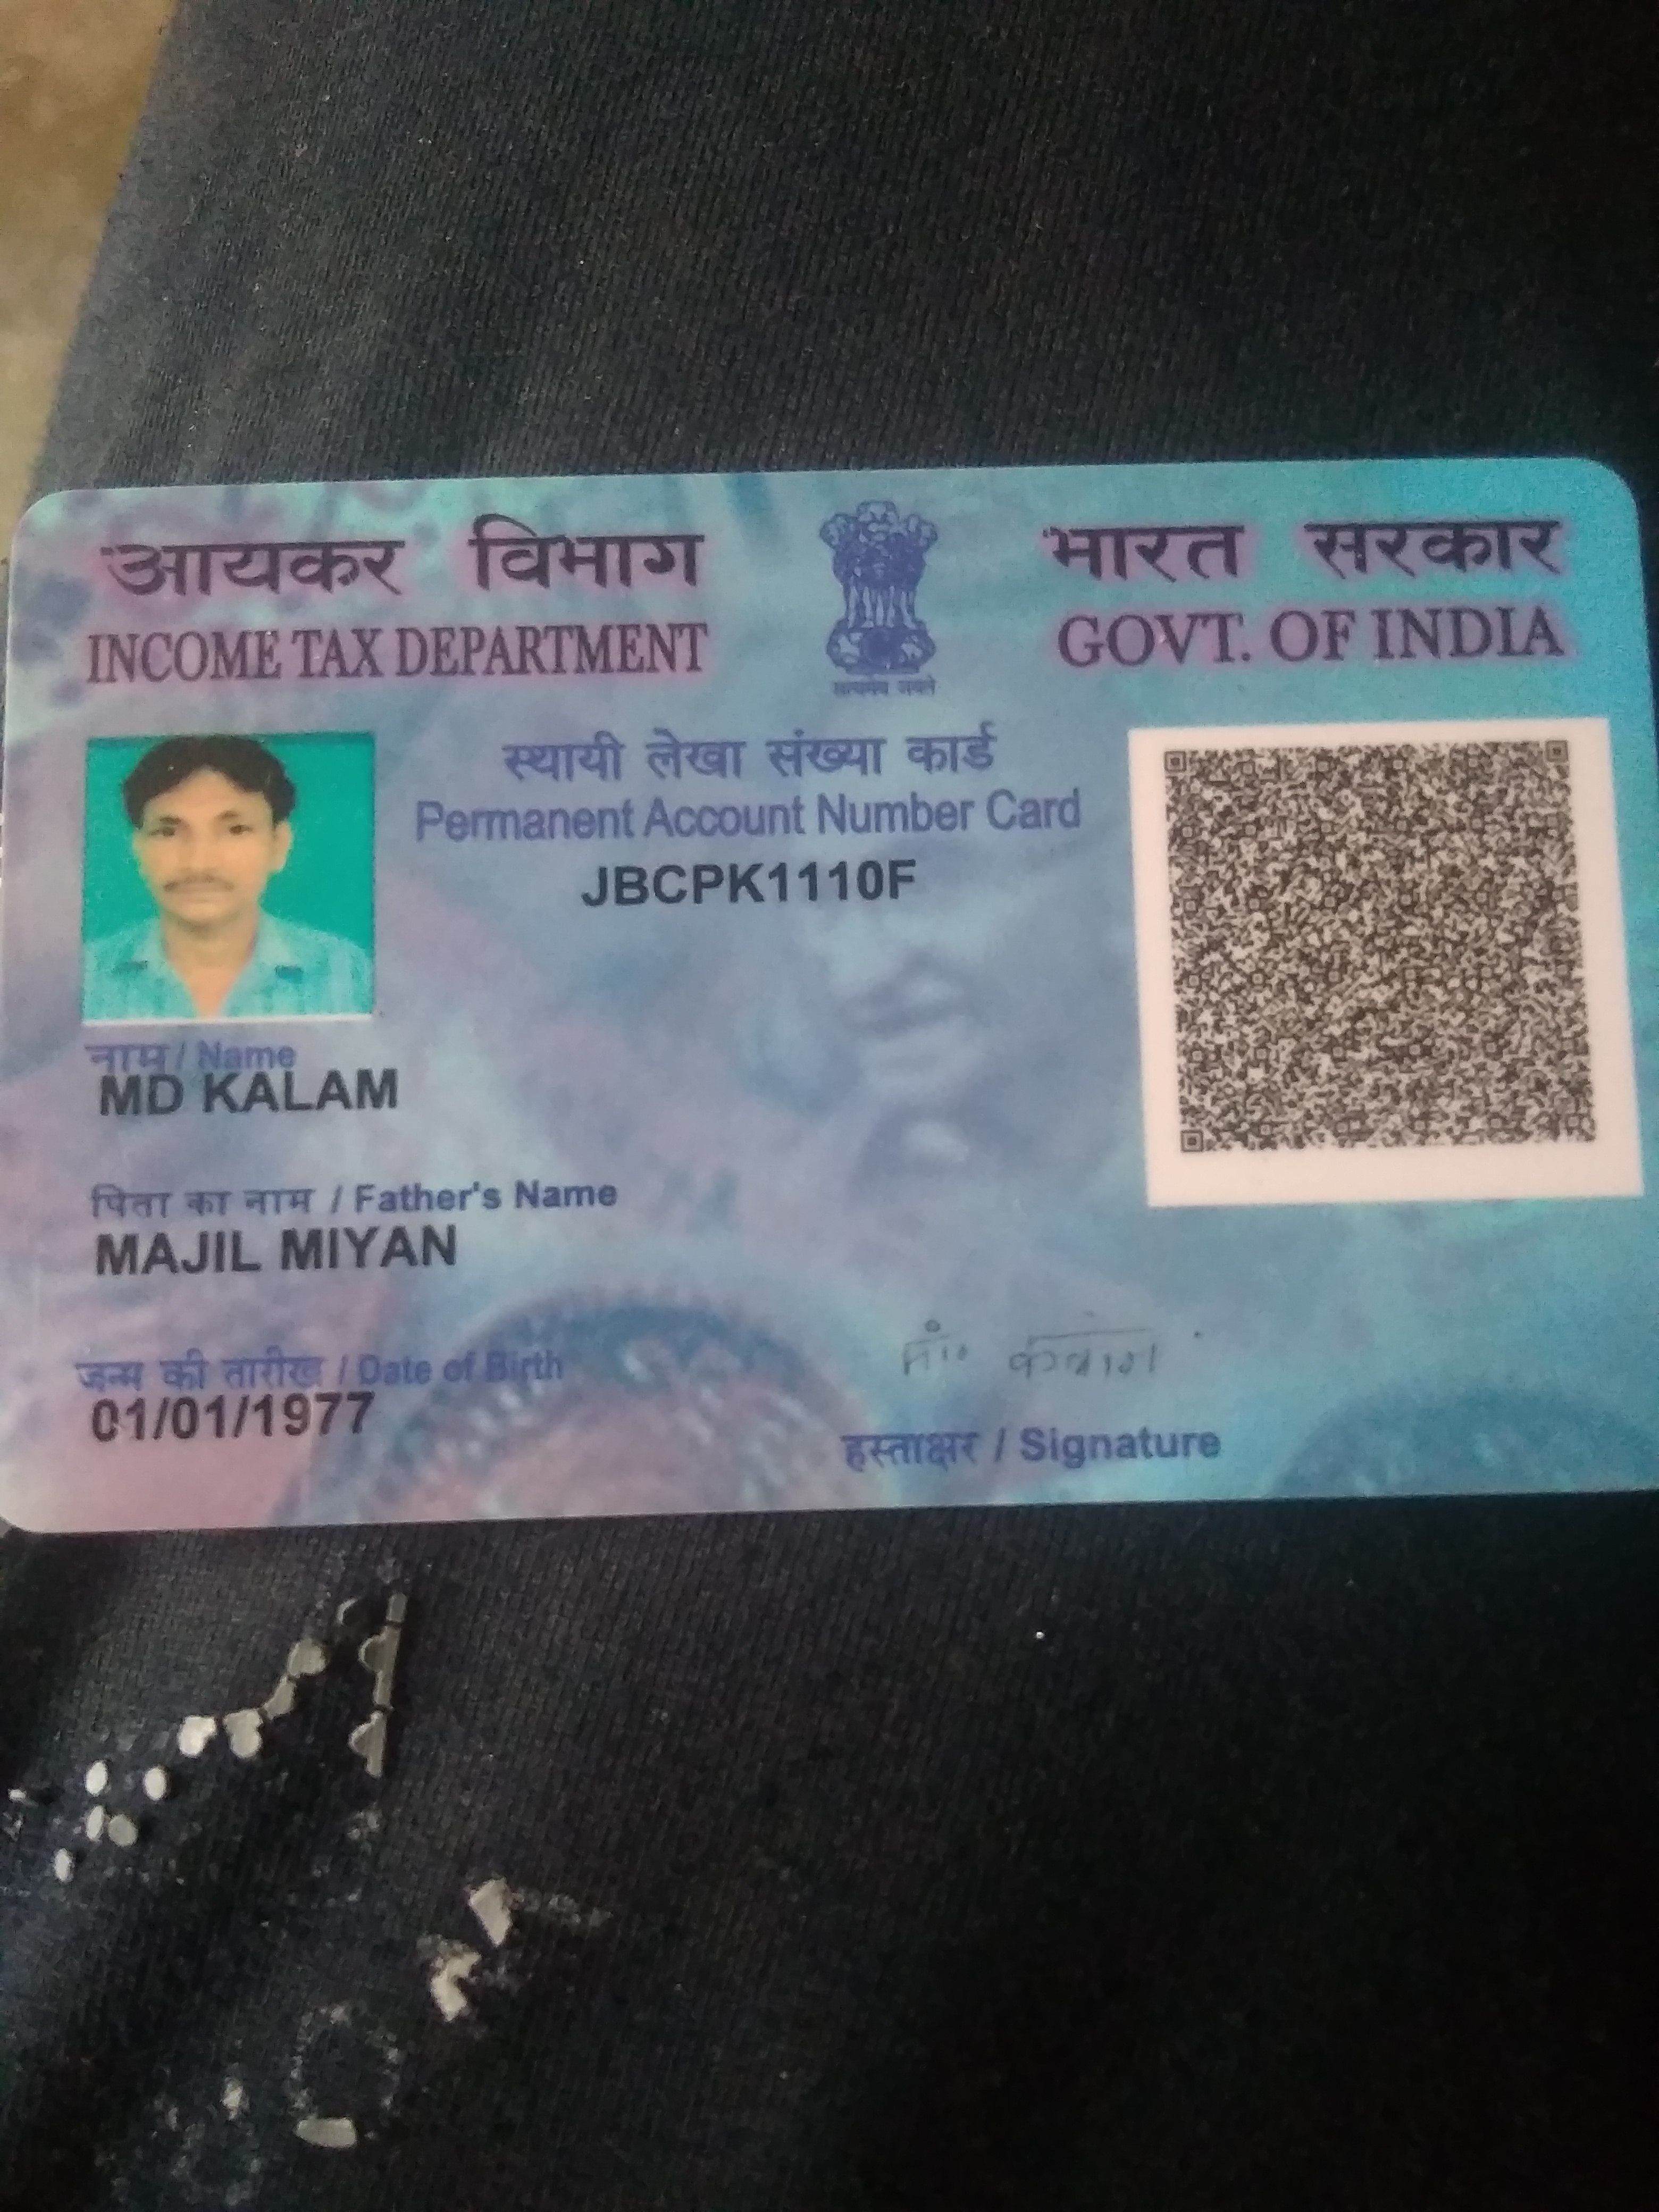 आयकर विभाग
INCOME TAX DEPARTMENT
भारत सरकार
GOVT. OF INDIA
सत्यमेव जयते
स्थायी लेखा संख्या कार्ड
Permanent Account Number Card
JBCPK1110F
नाम / Name
MD KALAM
पिता का नाम / Father's Name
MAJIL MIYAN
जन्म की तारीख / Date of Birth
01/01/1977
हस्ताक्षर / Signature